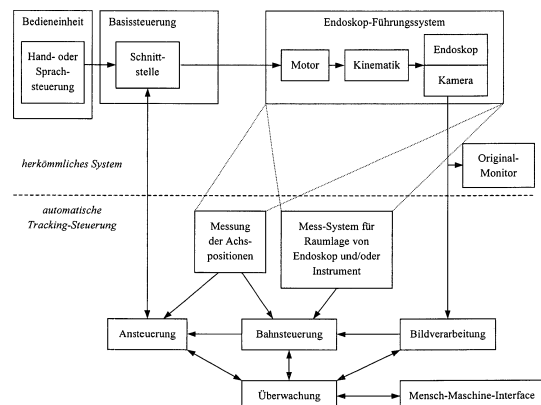 Bedieneinheit
Basissteuerung
Endoskop-Führungssystem
Hand- oder
Sprach-
steuerung
Schnitt-
stelle
Motor
Kinematik
Endoskop
Kamera
herkömmliches System
Original-
Monitor
automatische
Tracking-Steuerung
Messung
der Achs-
positionen
Mess-System für
Raumlage von
Endoskop und/oder
Instrument
Ansteuerung
Bahnsteuerung
Bildverarbeitung
Überwachung
Mensch-Maschine-Interface